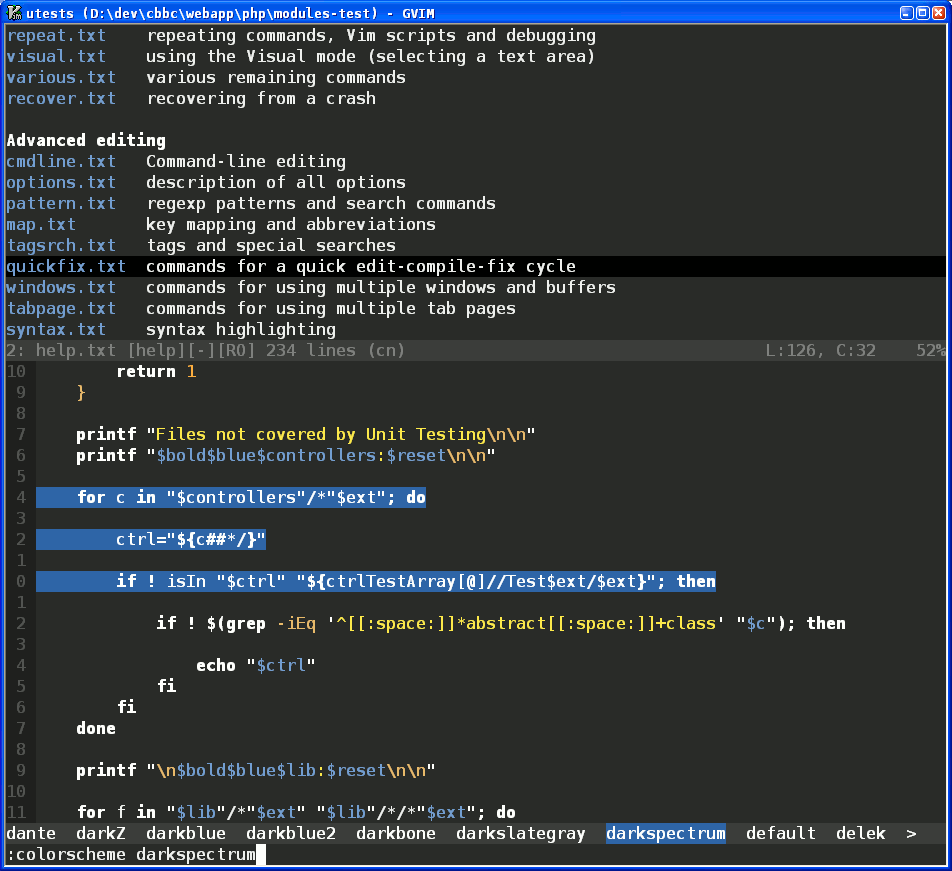 utests (D:\dev\cbbc\webapp\php\modules-test) - GVIM
repeat.txt    repeating commands, Vim scripts and debugging
visual.txt    using the Visual mode (selecting a text area)
various.txt   various remaining commands
recover.txt   recovering from a crash
Advanced editing
cmdline.txt   Command-line editing
options.txt   description of all options
pattern.txt   regexp patterns and search commands
map.txt       key mapping and abbreviations
tagsrch.txt   tags and special searches
quickfix.txt  commands for a quick edit-compile-fix cycle
windows.txt   commands for using multiple windows and buffers
tabpage.txt   commands for using multiple tab pages
syntax.txt    syntax highlighting
2: help.txt [help][-][RO] 234 lines (cn)                                    L:126, C:32    52%
10         return 1
 9     }
 8
 7     printf "Files not covered by Unit Testing\n\n"
 6     printf "$bold$blue$controllers:$reset\n\n"
 5
 4     for c in "$controllers"/*"$ext"; do
 3
 2         ctrl="${c##*/}"
 1
 0         if ! isIn "$ctrl" "${ctrlTestArray[@]//Test$ext/$ext}"; then
 1
 2             if ! $(grep -iEq '^[[:space:]]*abstract[[:space:]]+class' "$c"); then
 3
 4                 echo "$ctrl"
 5             fi
 6         fi
 7     done
 8
 9     printf "\n$bold$blue$lib:$reset\n\n"
10
11     for f in "$lib"/*"$ext" "$lib"/*/*"$ext"; do
dante  darkZ  darkblue  darkblue2  darkbone  darkslategray  darkspectrum  default  delek  >
:colorscheme darkspectrum